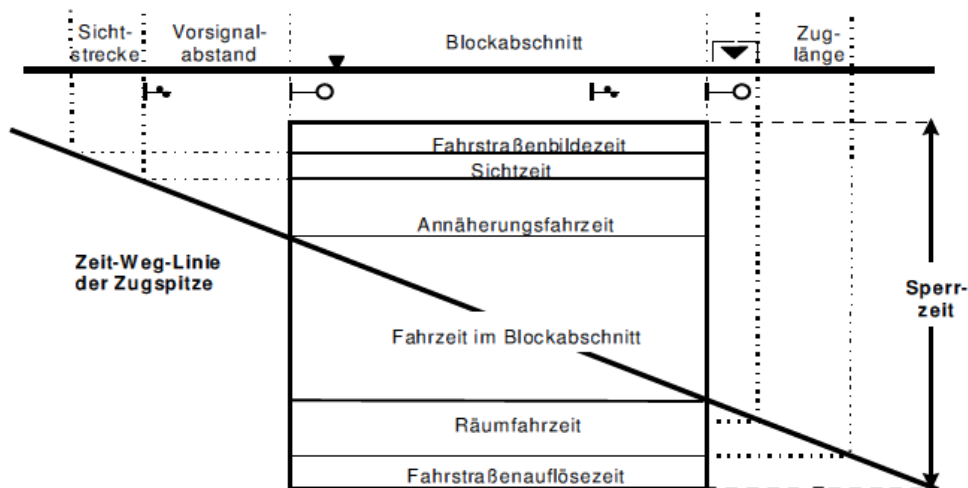 Sicht-
strecke
Vorsignal-
abstand
Blockabschnitt
Zug-
länge
Fahrstraßenbildezeit
Sichtzeit
Annäherungsfahrzeit
Zeit-Weg-Linie
der Zugspitze
Sperr-
zeit
Fahrzeit im Blockabschnitt
Räumfahrzeit
Fahrstraßenauflösezeit